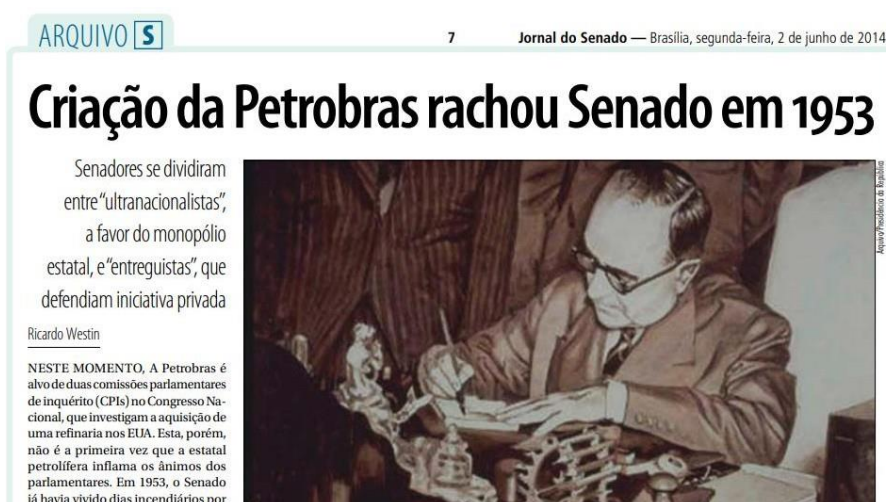 ARQUIVO S
7
Jornal do Senado — Brasília, segunda-feira, 2 de junho de 2014
Criação da Petrobras rachou Senado em 1953
Senadores se dividiram
entre “ultranacionalistas”,
a favor do monopólio
estatal, e “entreguistas”, que
defendiam iniciativa privada
Ricardo Westin
NESTE MOMENTO, A Petrobras é
alvo de duas comissões parlamentares
de inquérito (CPIs) no Congresso Na-
cional, que investigam a aquisição de
uma refinaria nos EUA. Esta, porém,
não é a primeira vez que a estatal
petrolífera inflama os ânimos dos
parlamentares. Em 1953, o Senado
já havia vivido dias incendiários por
Arquivo/Presidência da República